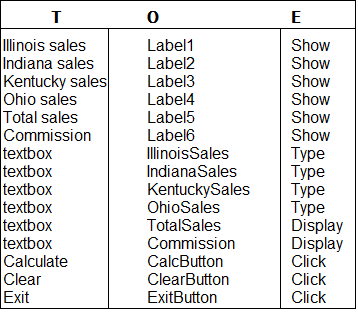 T O E
Illinois sales Label1 Show
Indiana sales Label2 Show
Kentucky sales Label3 Show
Ohio sales Label4 Show
Total sales Label5 Show
Commission Label6 Show
textbox IllinoisSales Type
textbox IndianaSales Type
textbox KentuckySales Type
textbox OhioSales Type
textbox TotalSales Display
textbox Commission Display
Calculate CalcButton Click
Clear ClearButton Click
Exit ExitButton Click